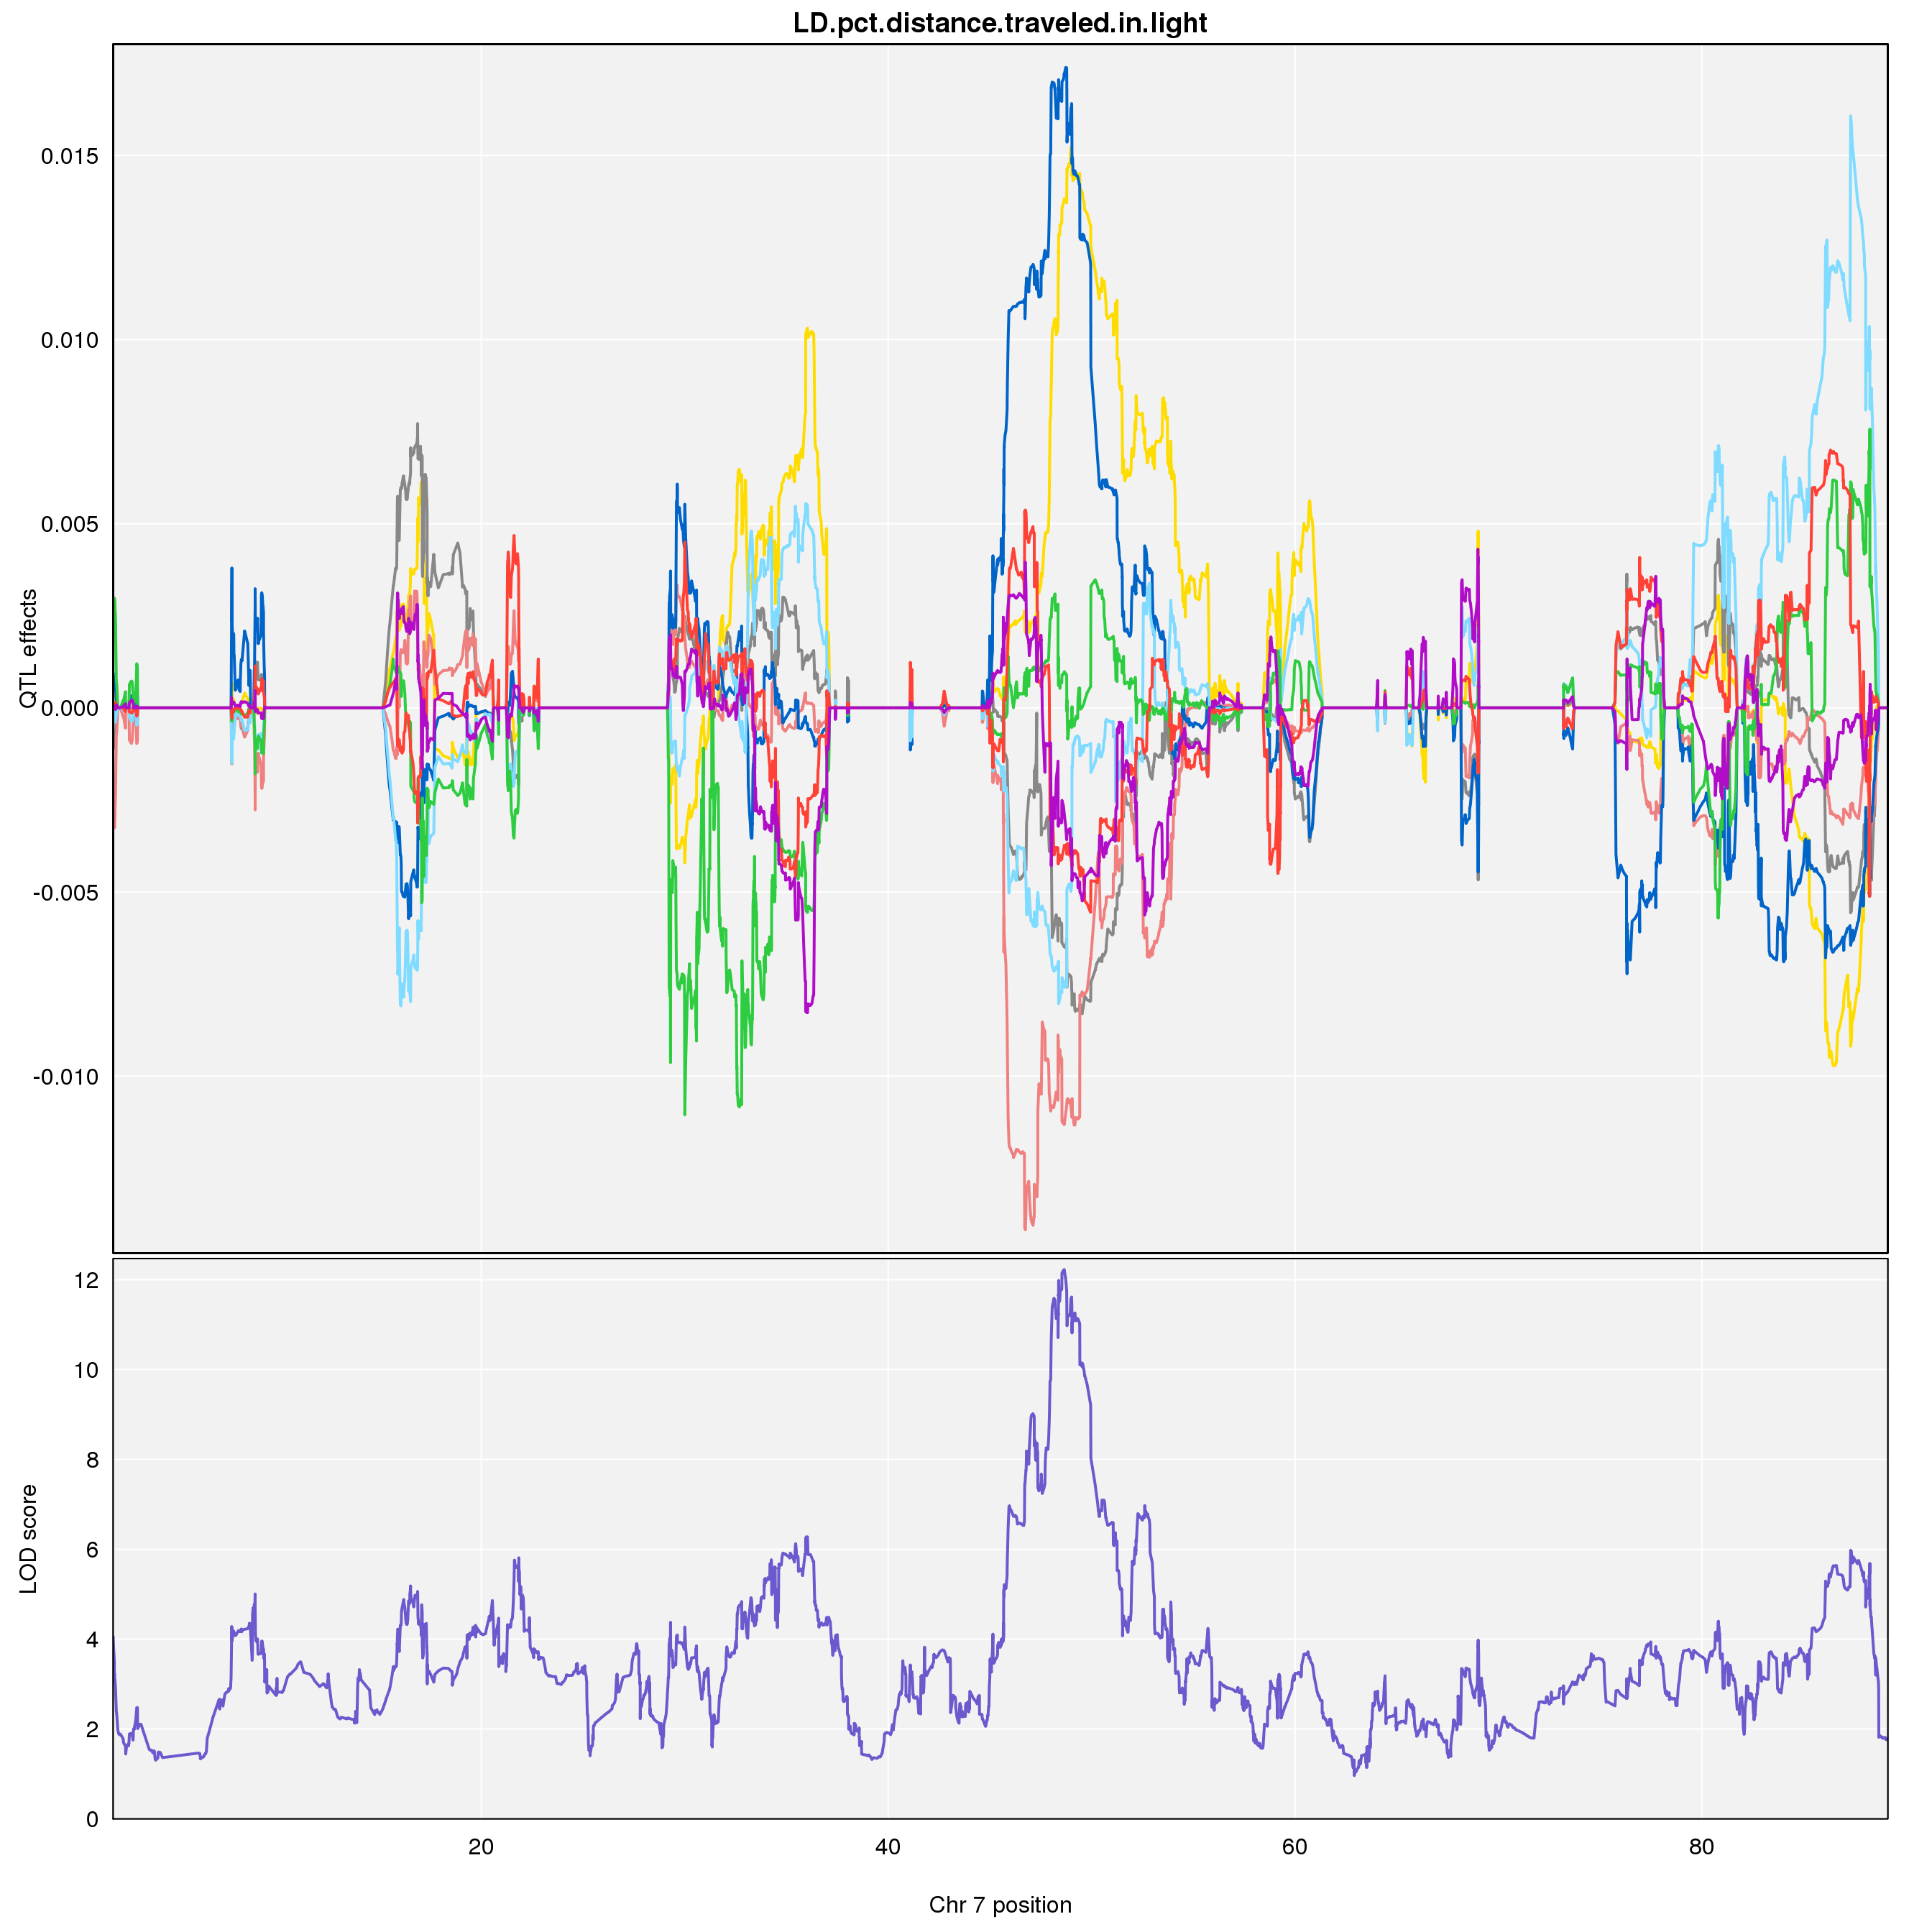 LD.pct.distance.traveled.in.light
0.015
0.010
0.005
0.000
-0.005
-0.010
QTL effects
12
10
8
6
4
2
0
LOD score
20 40 60 80
Chr 7 position